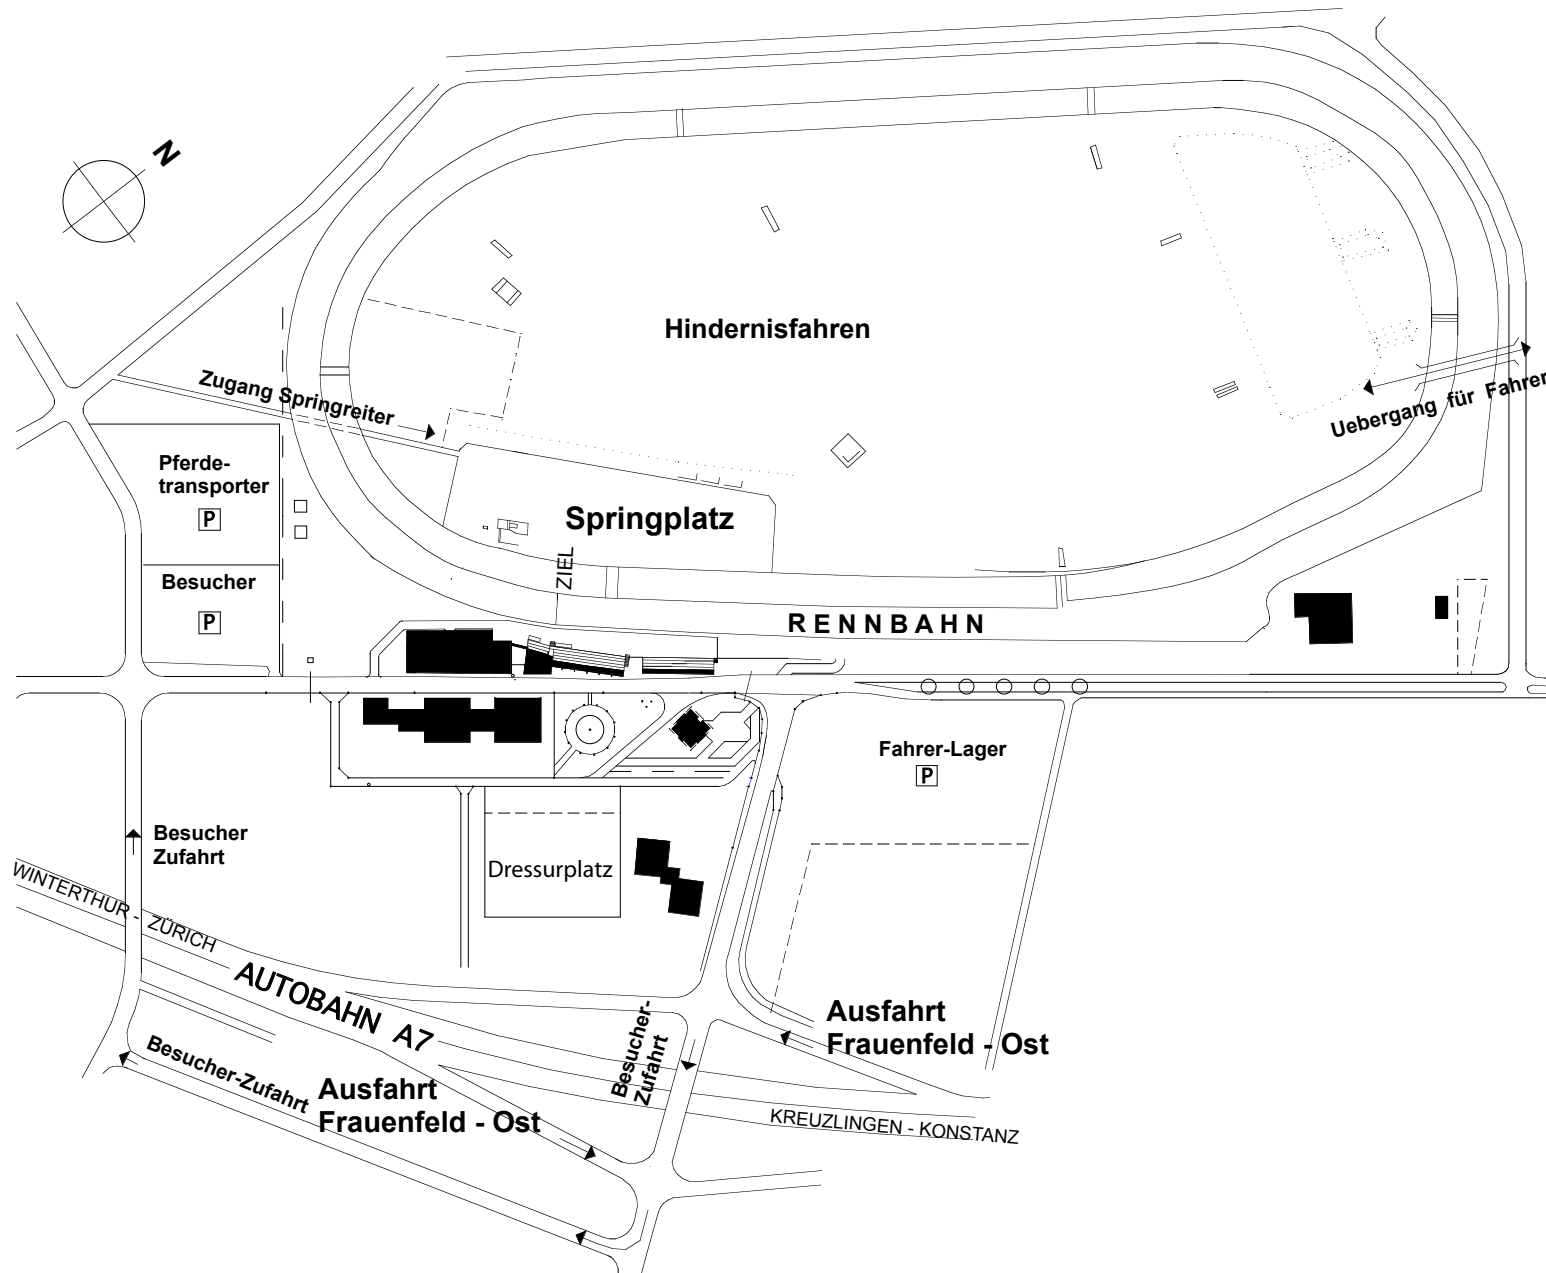 N
Hindernisfahren
Zugang Springreiter
Uebergang für Fahrer
Pferde-
transporter
P
Springplatz
ZIEL
Besucher
P
RENNBAHN
Fahrer-Lager
P
Besucher
Zufahrt
Dressurplatz
WINTERTHUR - ZÜRICH
AUTOBAHN A7
Besucher-
Zufahrt
Ausfahrt
Frauenfeld - Ost
Besucher-Zufahrt
Ausfahrt
Frauenfeld - Ost
KREUZLINGEN - KONSTANZ